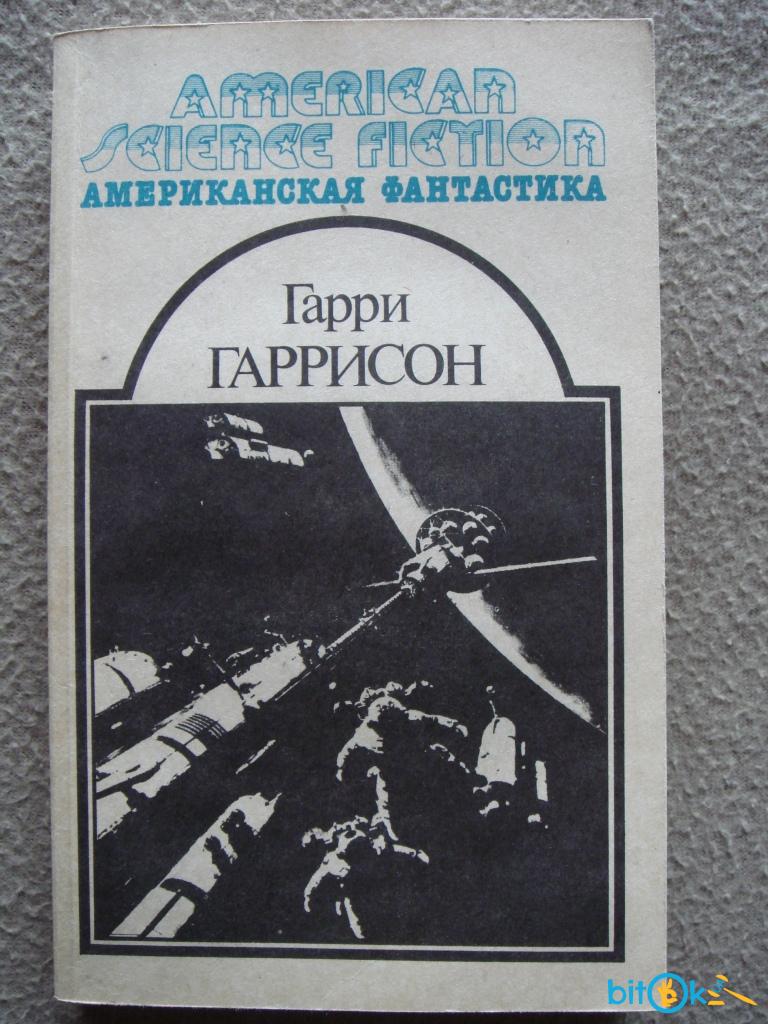 AMERICAN
SCIENCE FICTION
АМЕРИКАНСКАЯ ФАНТАСТИКА
Гарри
ГАРРИСОН
bitOk